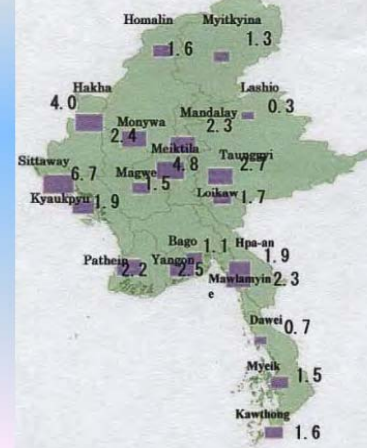 Homalin
1.6
Myitkyina
1.3
Hakha
4.0
Lashio
0.3
Monywa
2.4
Mandalay
2.3
Meiktila
4.8
Taunggyi
2.7
Sittaway
6.7
Magwe
1.5
Kyaukpyu
1.9
Loikaw
1.7
Bago
1.1
Hpa-an
1.9
Pathein
2.2
Yangon
2.5
Mawlamyin
e
2.3
Dawei
0.7
Myeik
1.5
Kawthong
1.6